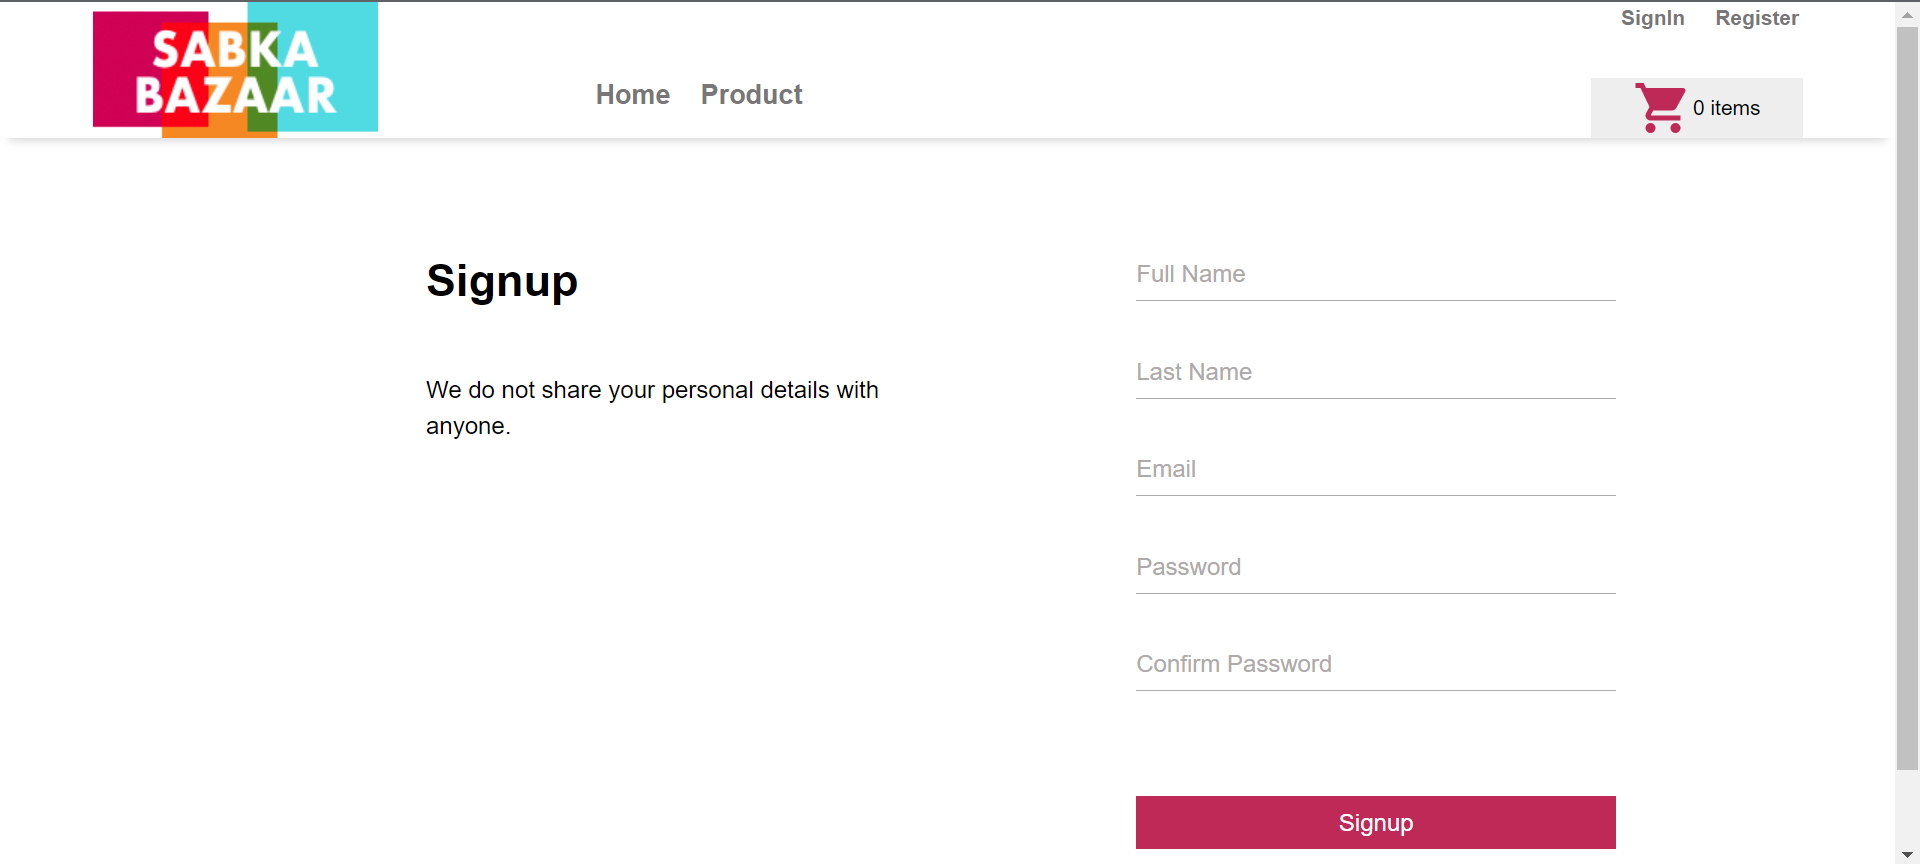 SABKA
BAZAAR
Home
Product
SignIn
Register
0 items
Signup
We do not share your personal details with
anyone.
Full Name
Last Name
Email
Password
Confirm Password
Signup